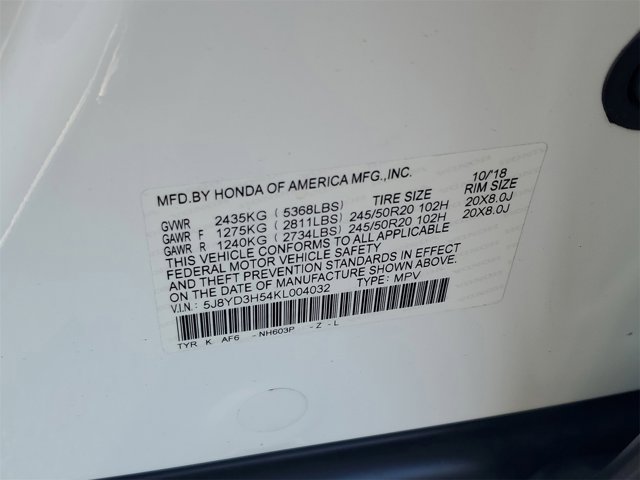 MFD.BY HONDA OF AMERICA MFG.,INC. 10/'18
TIRE SIZE RIM SIZE
GVWR 2435KG ( 5368LBS)
GAWR F 1275KG ( 2811LBS) 245/50R20 102H 20X8.0J
GAWR R 1240KG ( 2734LBS) 245/50R20 102H 20X8.0J
THIS VEHICLE CONFORMS TO ALL APPLICABLE
FEDERAL MOTOR VEHICLE SAFETY
AND THEFT PREVENTION STANDARDS IN EFFECT
ON THE DATE OF MANUFACTURE SHOWN ABOVE.
V.I.N: 5J8YD3H54KL004032 TYPE: MPV
TYR K AF6 -NH603P -Z -L